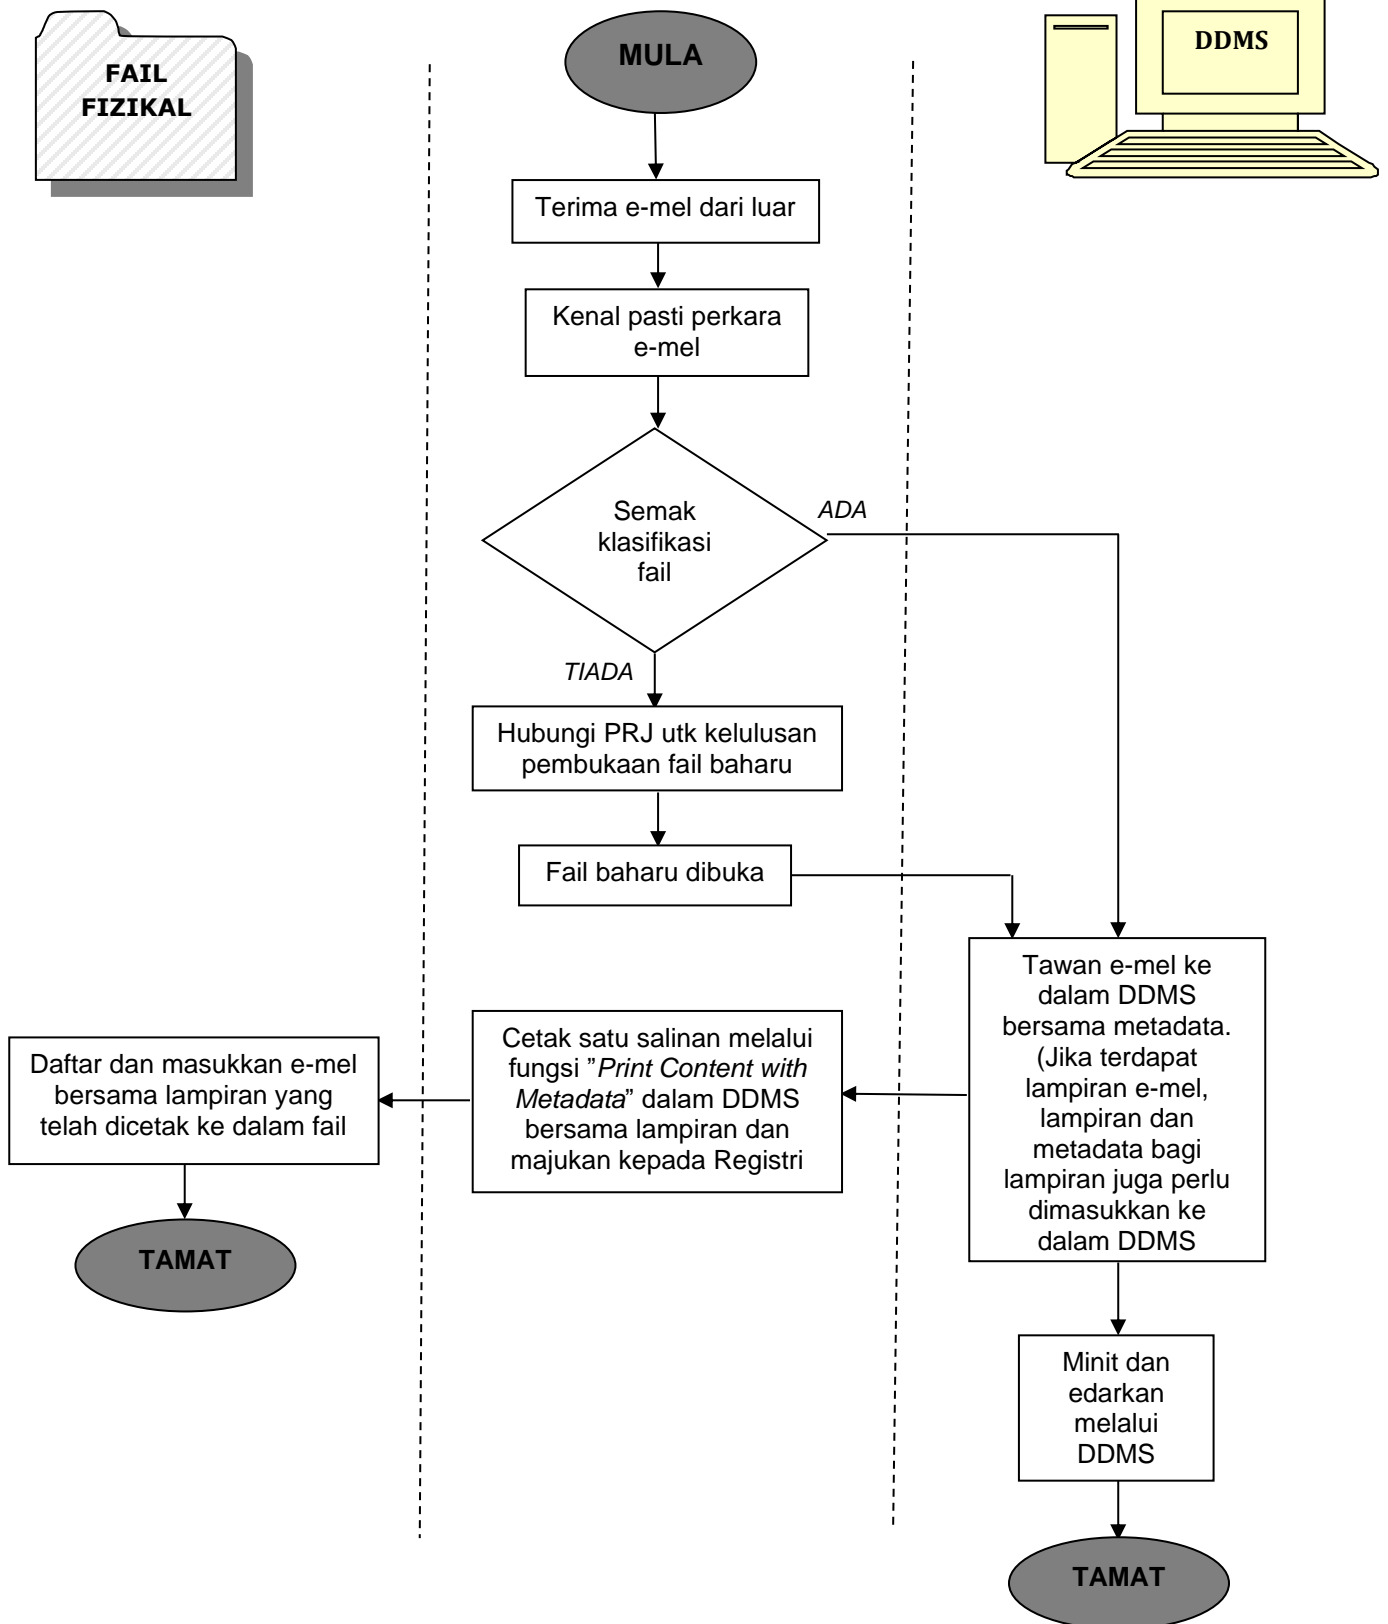 FAIL
FIZIKAL
MULA
DDMS
Terima e-mel dari luar
Kenal pasti perkara
e-mel
Semak
klasifikasi
fail
ADA
TIADA
Hubungi PRJ utk kelulusan
pembukaan fail baharu
Fail baharu dibuka
Tawan e-mel ke
dalam DDMS
bersama metadata.
(Jika terdapat
lampiran e-mel,
lampiran dan
metadata bagi
lampiran juga perlu
dimasukkan ke
dalam DDMS
Cetak satu salinan melalui
fungsi ”Print Content with
Metadata” dalam DDMS
bersama lampiran dan
majukan kepada Registri
Daftar dan masukkan e-mel
bersama lampiran yang
telah dicetak ke dalam fail
TAMAT
Minit dan
edarkan
melalui
DDMS
TAMAT